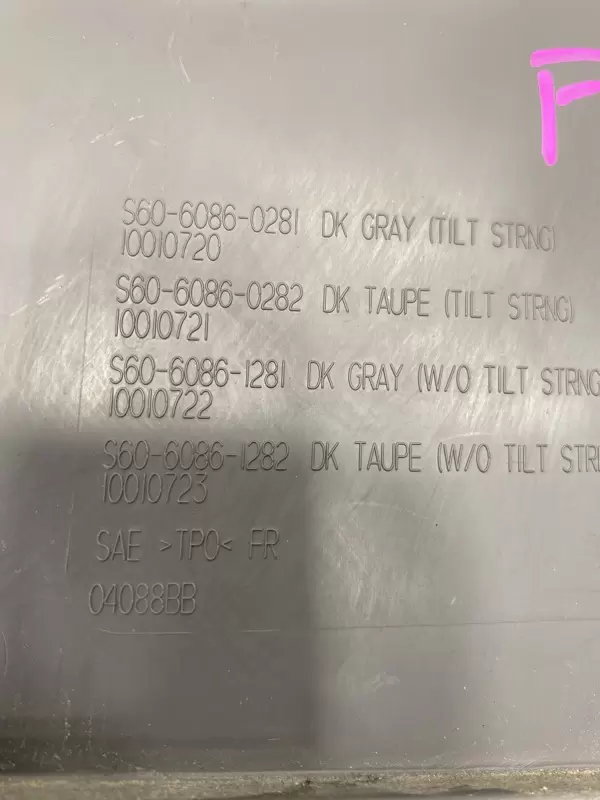 S60-6086-0281 DK GRAY (TILT STRNG)
10010720
S60-6086-0282 DK TAUPE (TILT STRNG)
10010721
S60-6086-1281 DK GRAY (W/O TILT STRNG
10010722
S60-6086-1282 DK TAUPE (W/O TILT
10010723
SAE >TPO< FR
04088BB